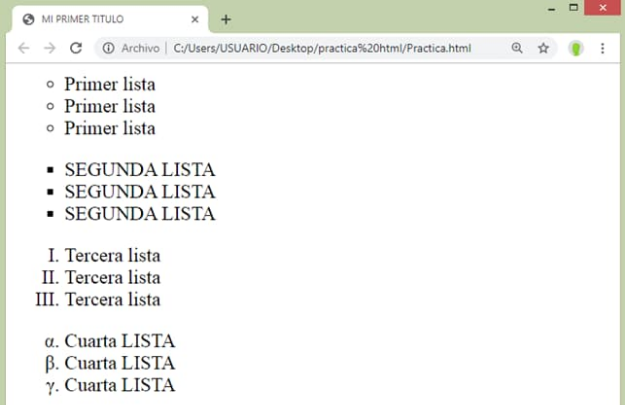 MI PRIMER TITULO
Archivo | C:/Users/USUARIO/Desktop/practica%20html/Practica.html
Primer lista
Primer lista
Primer lista
SEGUNDA LISTA
SEGUNDA LISTA
SEGUNDA LISTA
I. Tercera lista
II. Tercera lista
III. Tercera lista
α. Cuarta LISTA
β. Cuarta LISTA
γ. Cuarta LISTA